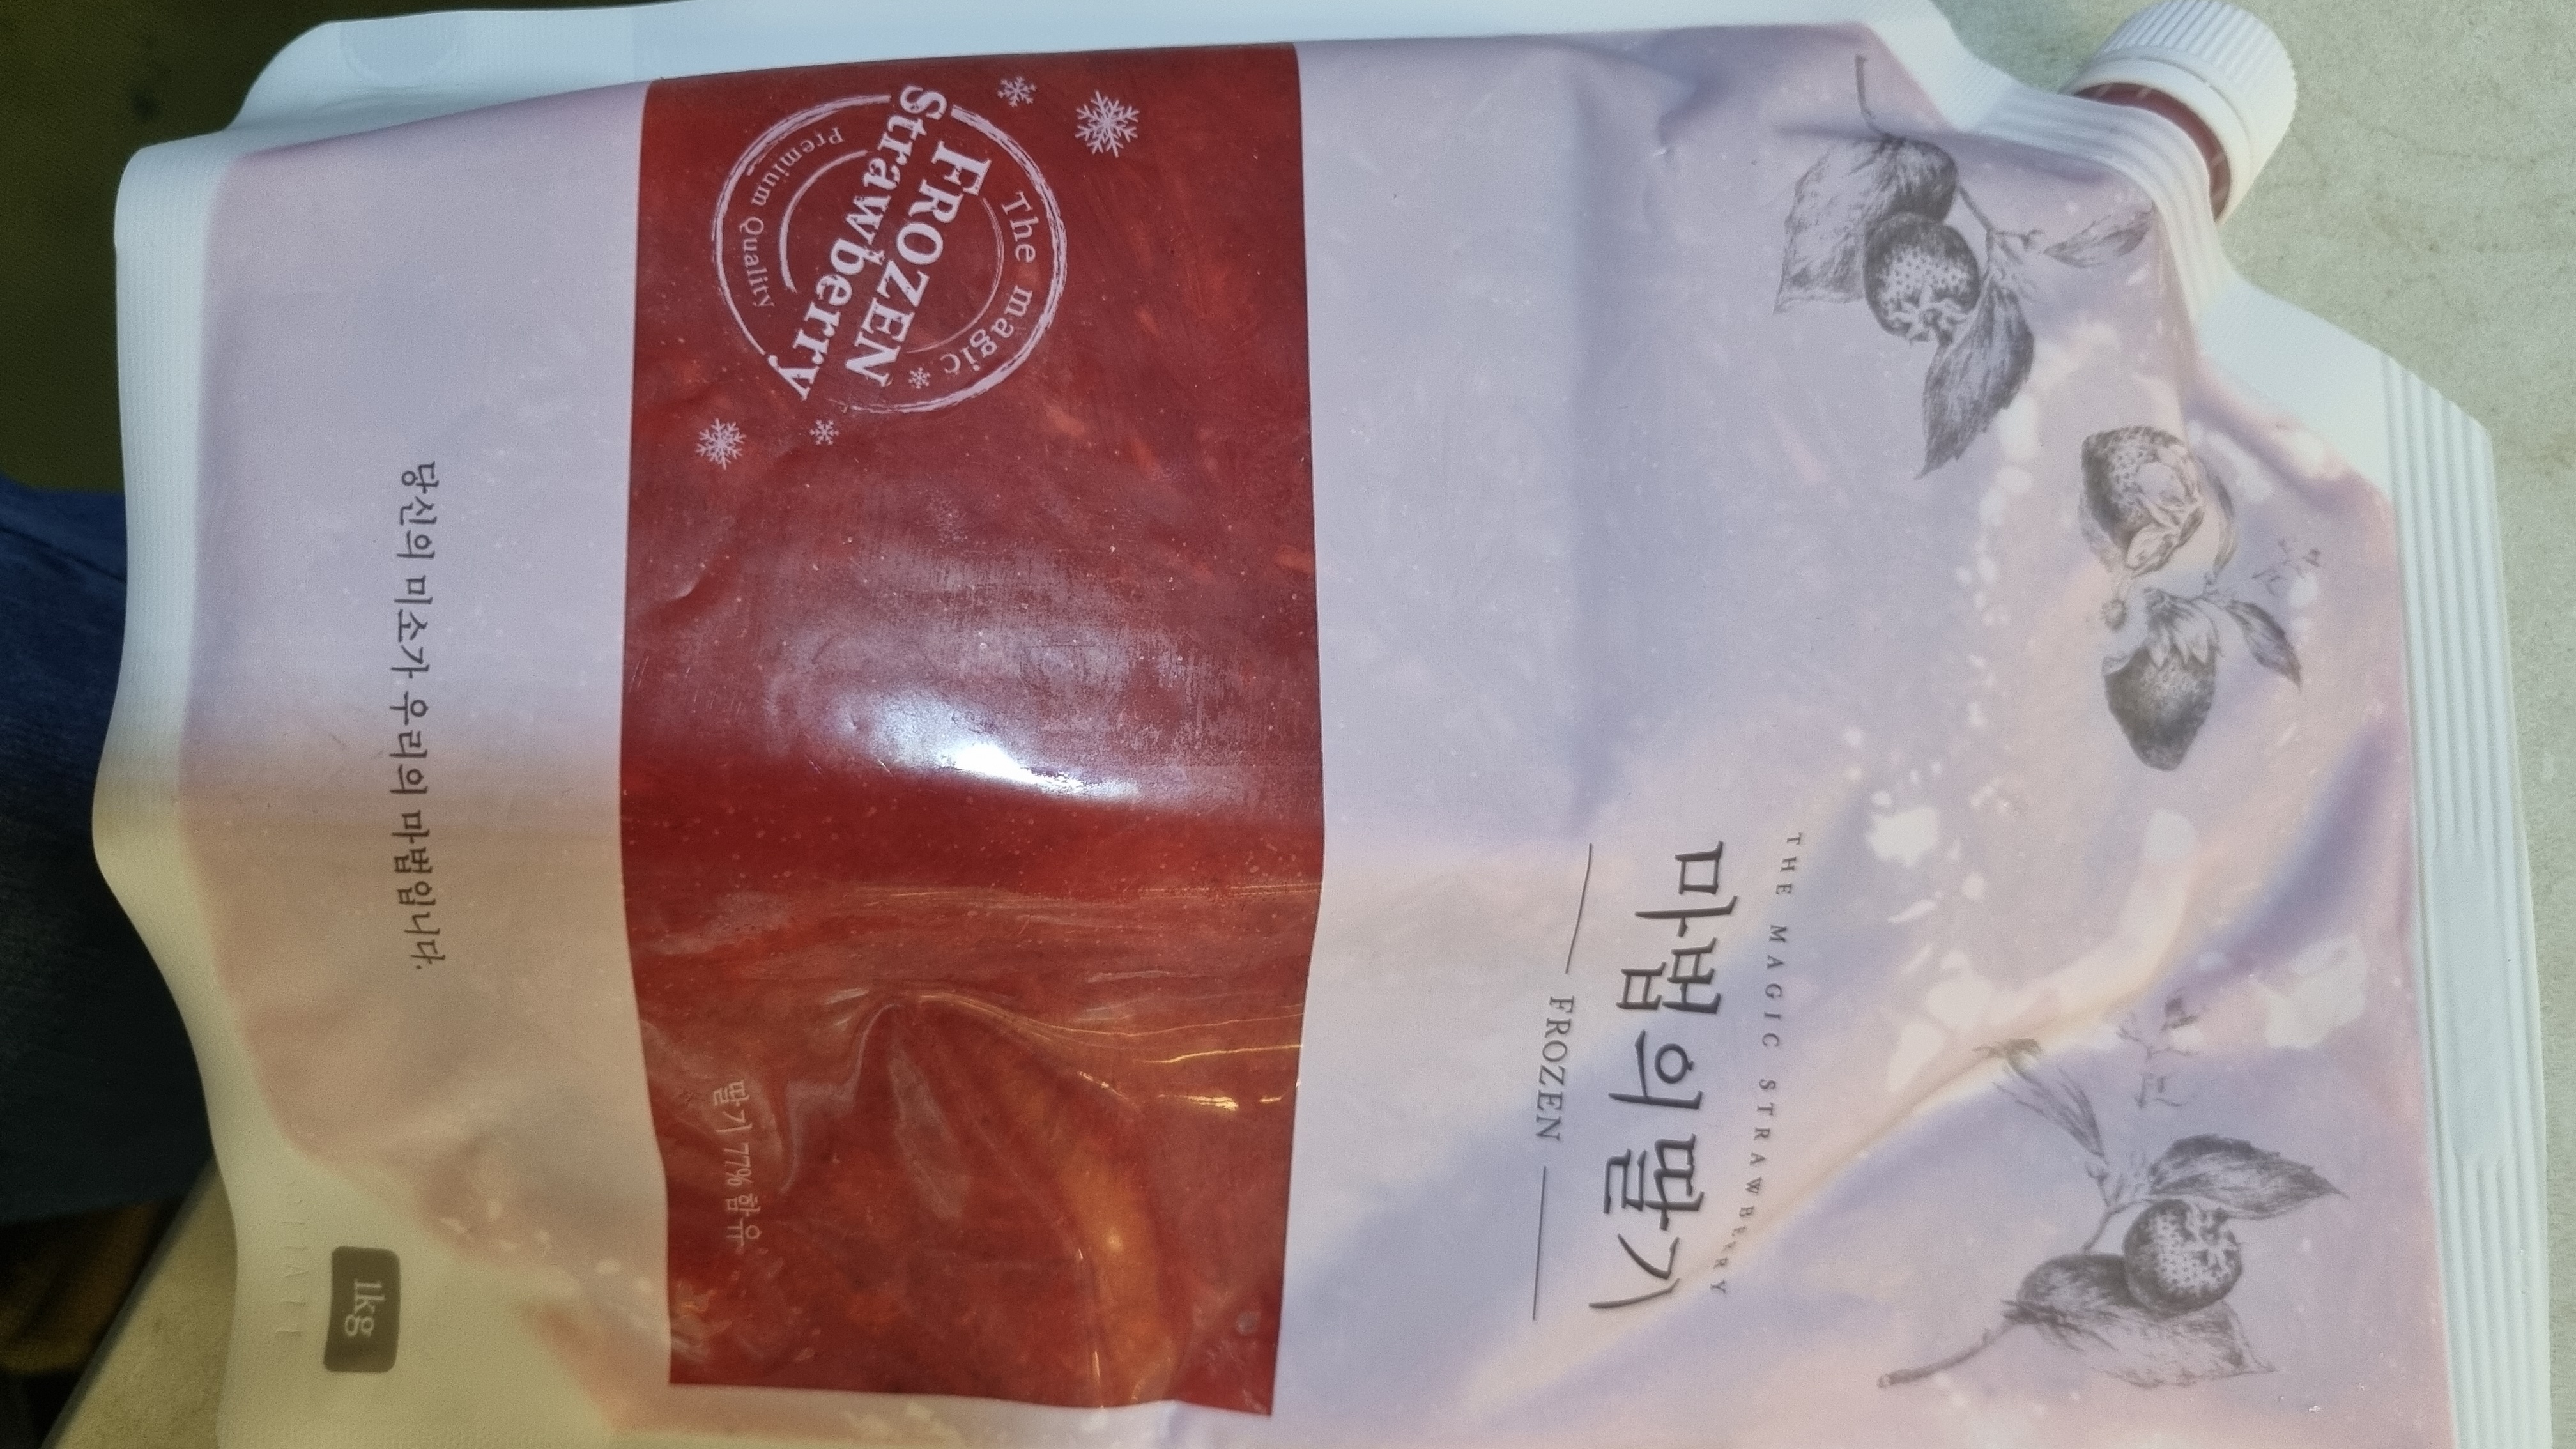 THE MAGIC STRAWBERRY
마법의 딸기
FROZEN
The magic
FROZEN
Strawberry
Premium Quality
딸기 77% 함유
당신의 미소가 우리의 마법입니다.
1kg